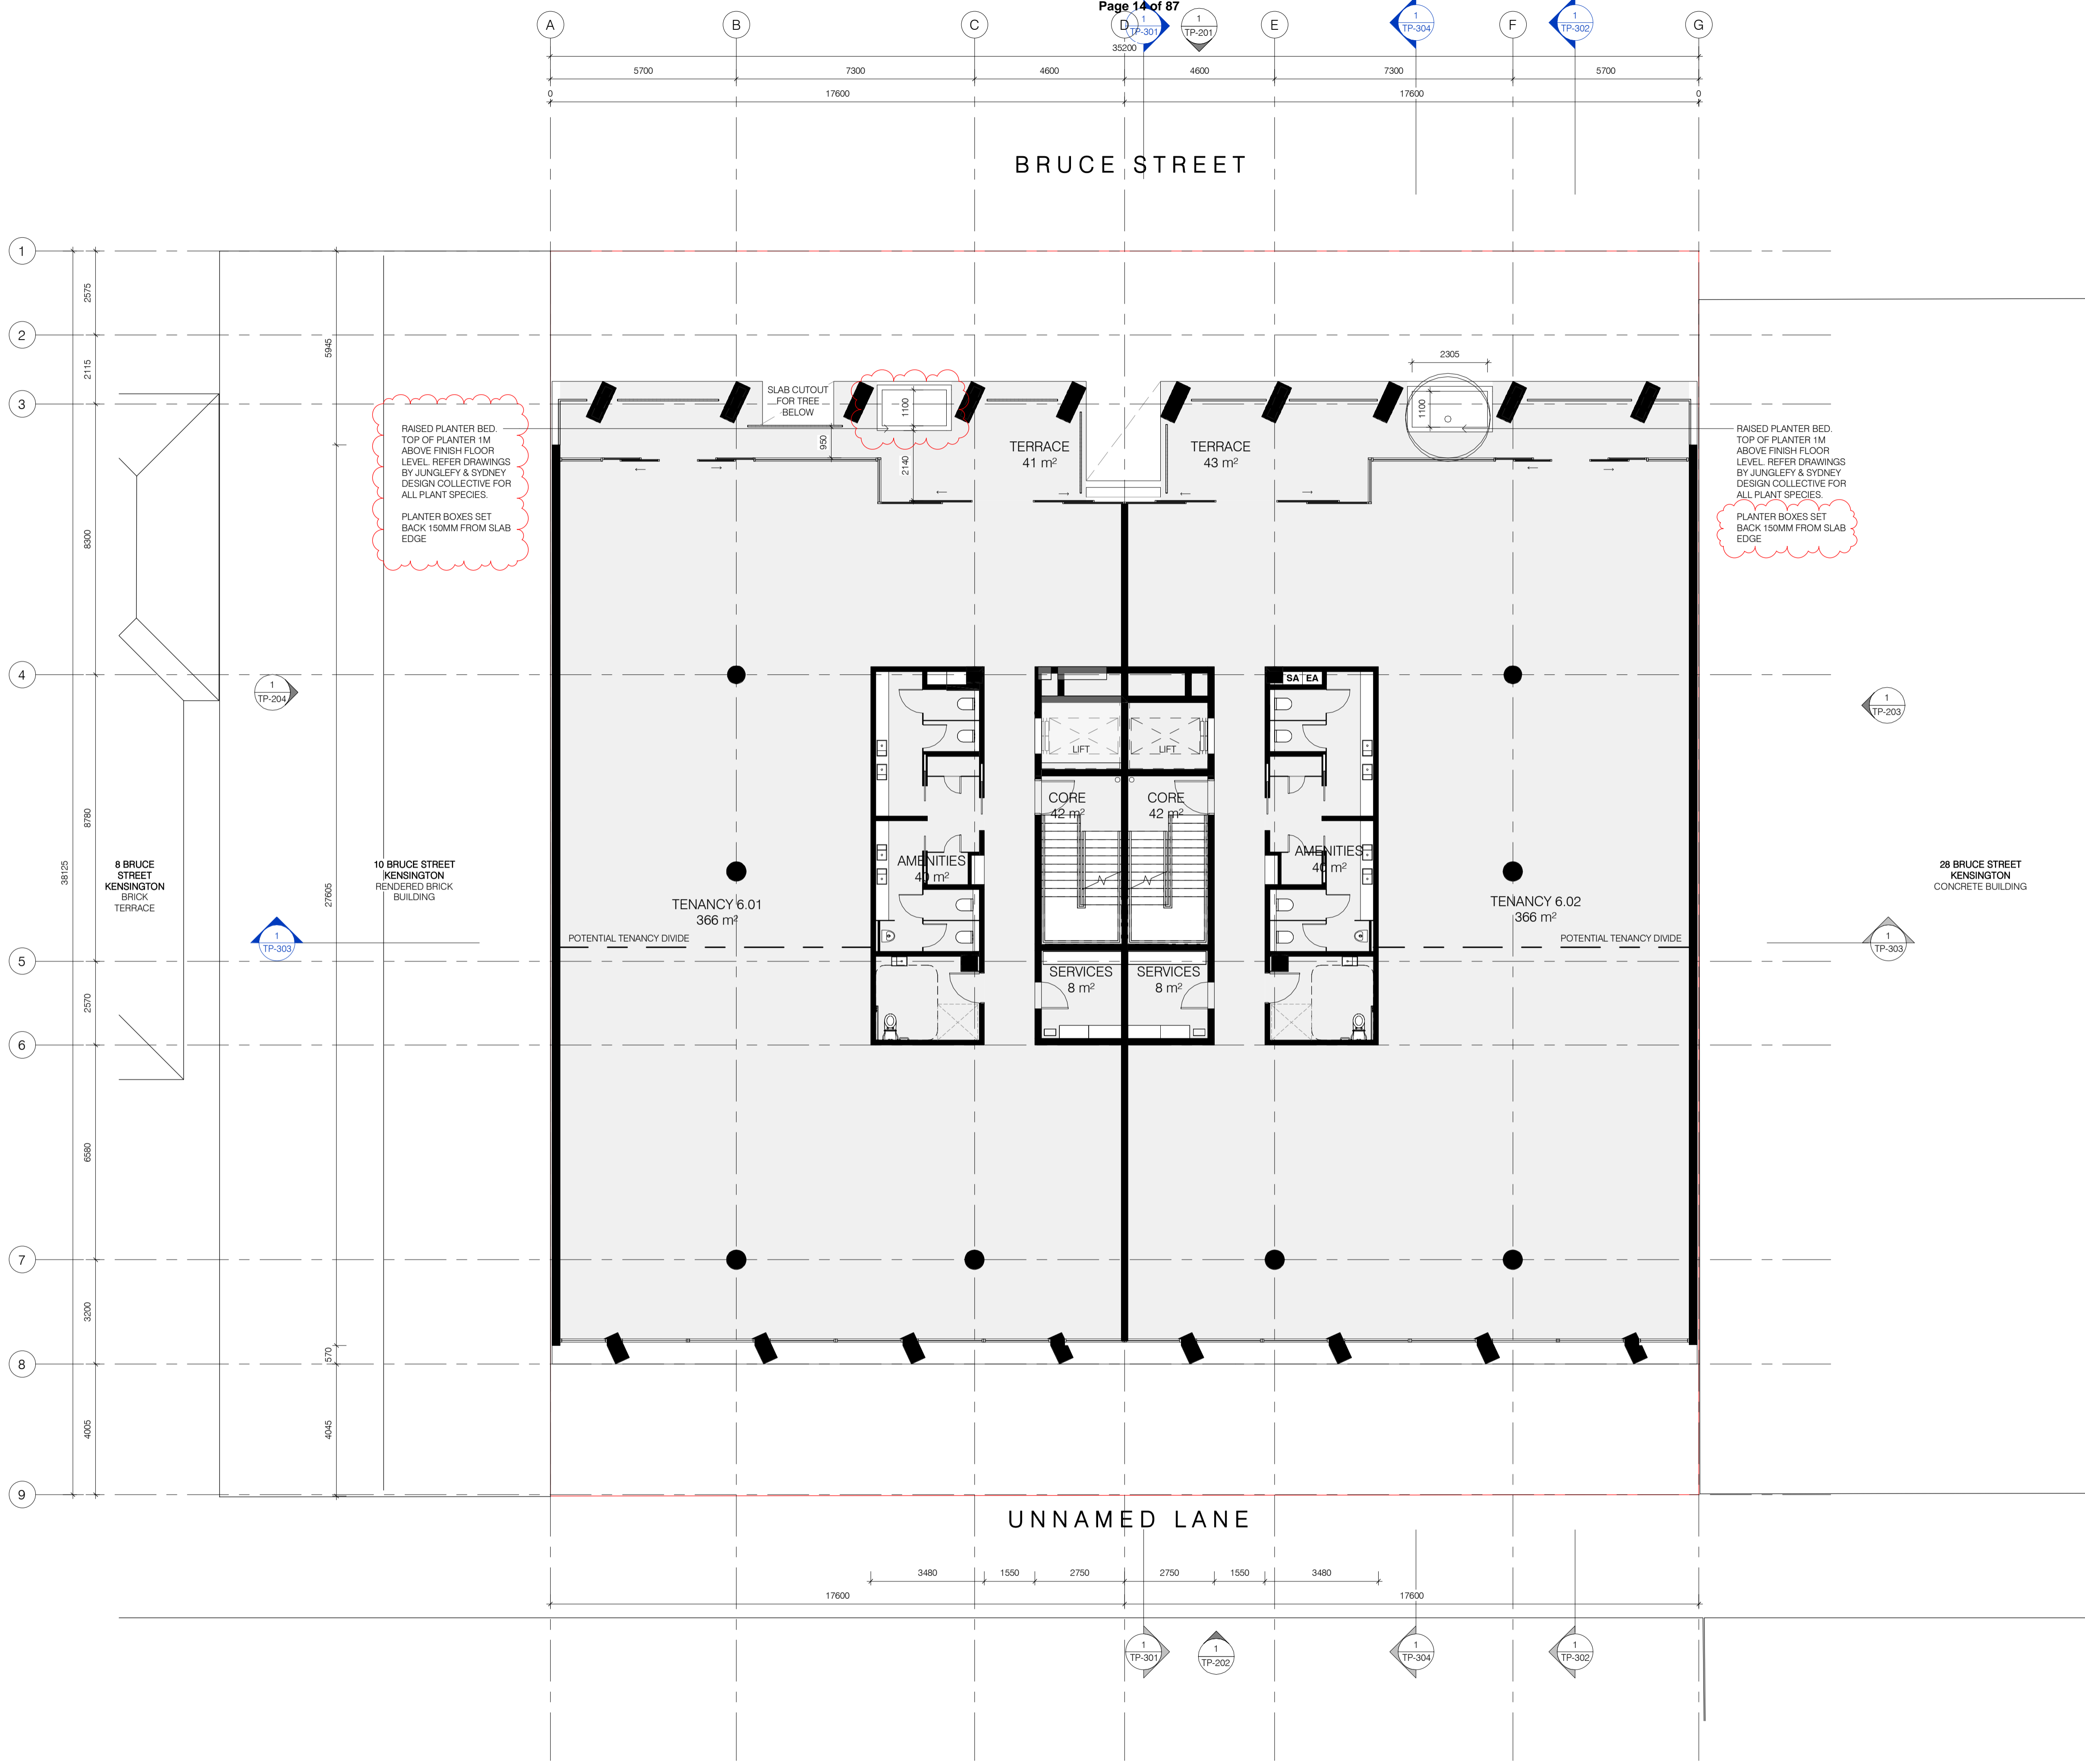 Page 14 of 87
A
B
C
D
E
F
G
1
TP-301
1
TP-201
1
TP-304
1
TP-302
35200
5700
7300
4600
4600
7300
5700
0
17600
17600
0
BRUCE STREET
1
2
3
4
5
6
7
8
9
2575
2115
8300
8780
2570
6580
3200
4005
38125
5945
27605
570
4045
RAISED PLANTER BED.
TOP OF PLANTER 1M
ABOVE FINISH FLOOR
LEVEL. REFER DRAWINGS
BY JUNGLEFY & SYDNEY
DESIGN COLLECTIVE FOR
ALL PLANT SPECIES.
PLANTER BOXES SET
BACK 150MM FROM SLAB
EDGE
SLAB CUTOUT
FOR TREE
BELOW
950
1100
2140
TERRACE
41 m²
TERRACE
43 m²
2305
1100
RAISED PLANTER BED.
TOP OF PLANTER 1M
ABOVE FINISH FLOOR
LEVEL. REFER DRAWINGS
BY JUNGLEFY & SYDNEY
DESIGN COLLECTIVE FOR
ALL PLANT SPECIES.
PLANTER BOXES SET
BACK 150MM FROM SLAB
EDGE
1
TP-204
1
TP-203
SA EA
LIFT
LIFT
CORE
42 m²
CORE
42 m²
8 BRUCE
STREET
KENSINGTON
BRICK
TERRACE
10 BRUCE STREET
KENSINGTON
RENDERED BRICK
BUILDING
AMENITIES
40 m²
AMENITIES
40 m²
28 BRUCE STREET
KENSINGTON
CONCRETE BUILDING
TENANCY 6.01
366 m²
TENANCY 6.02
366 m²
1
TP-303
POTENTIAL TENANCY DIVIDE
POTENTIAL TENANCY DIVIDE
1
TP-303
SERVICES
8 m²
SERVICES
8 m²
UNNAMED LANE
3480
1550
2750
2750
1550
3480
17600
17600
1
TP-301
1
TP-202
1
TP-304
1
TP-302